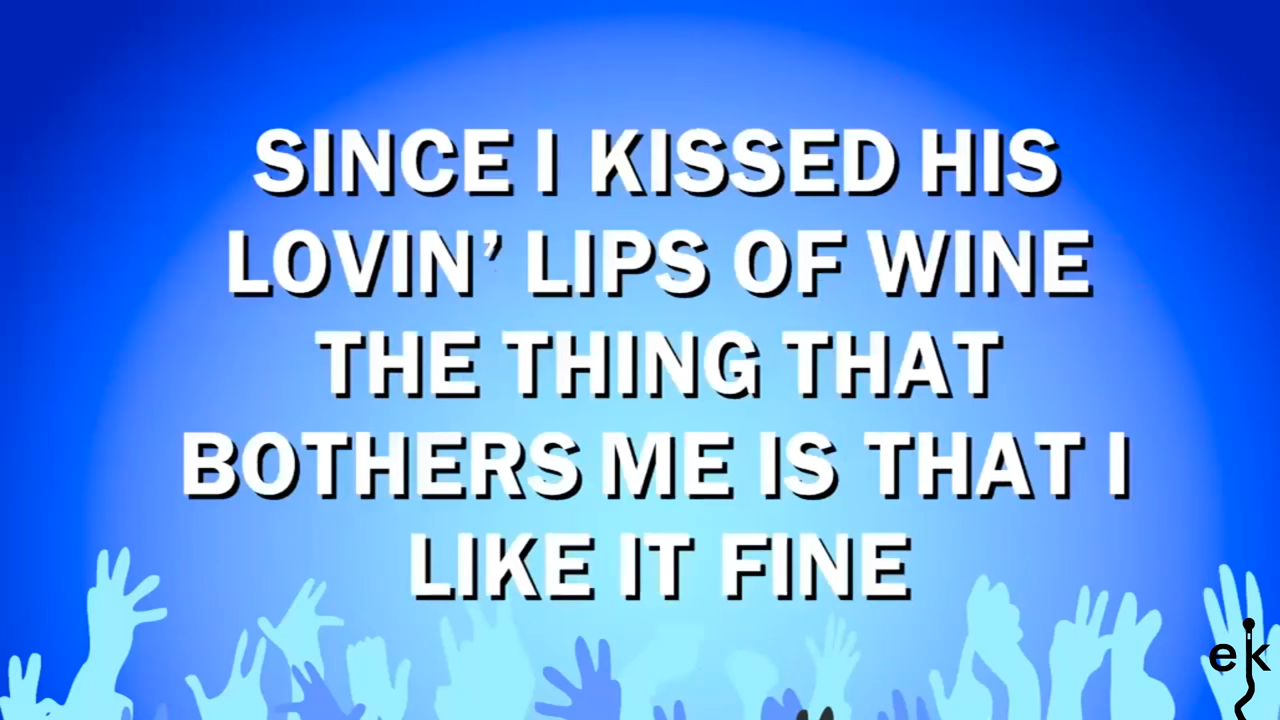 SINCE I KISSED HIS
LOVIN’ LIPS OF WINE
THE THING THAT
BOTHERS ME IS THAT I
LIKE IT FINE
ek